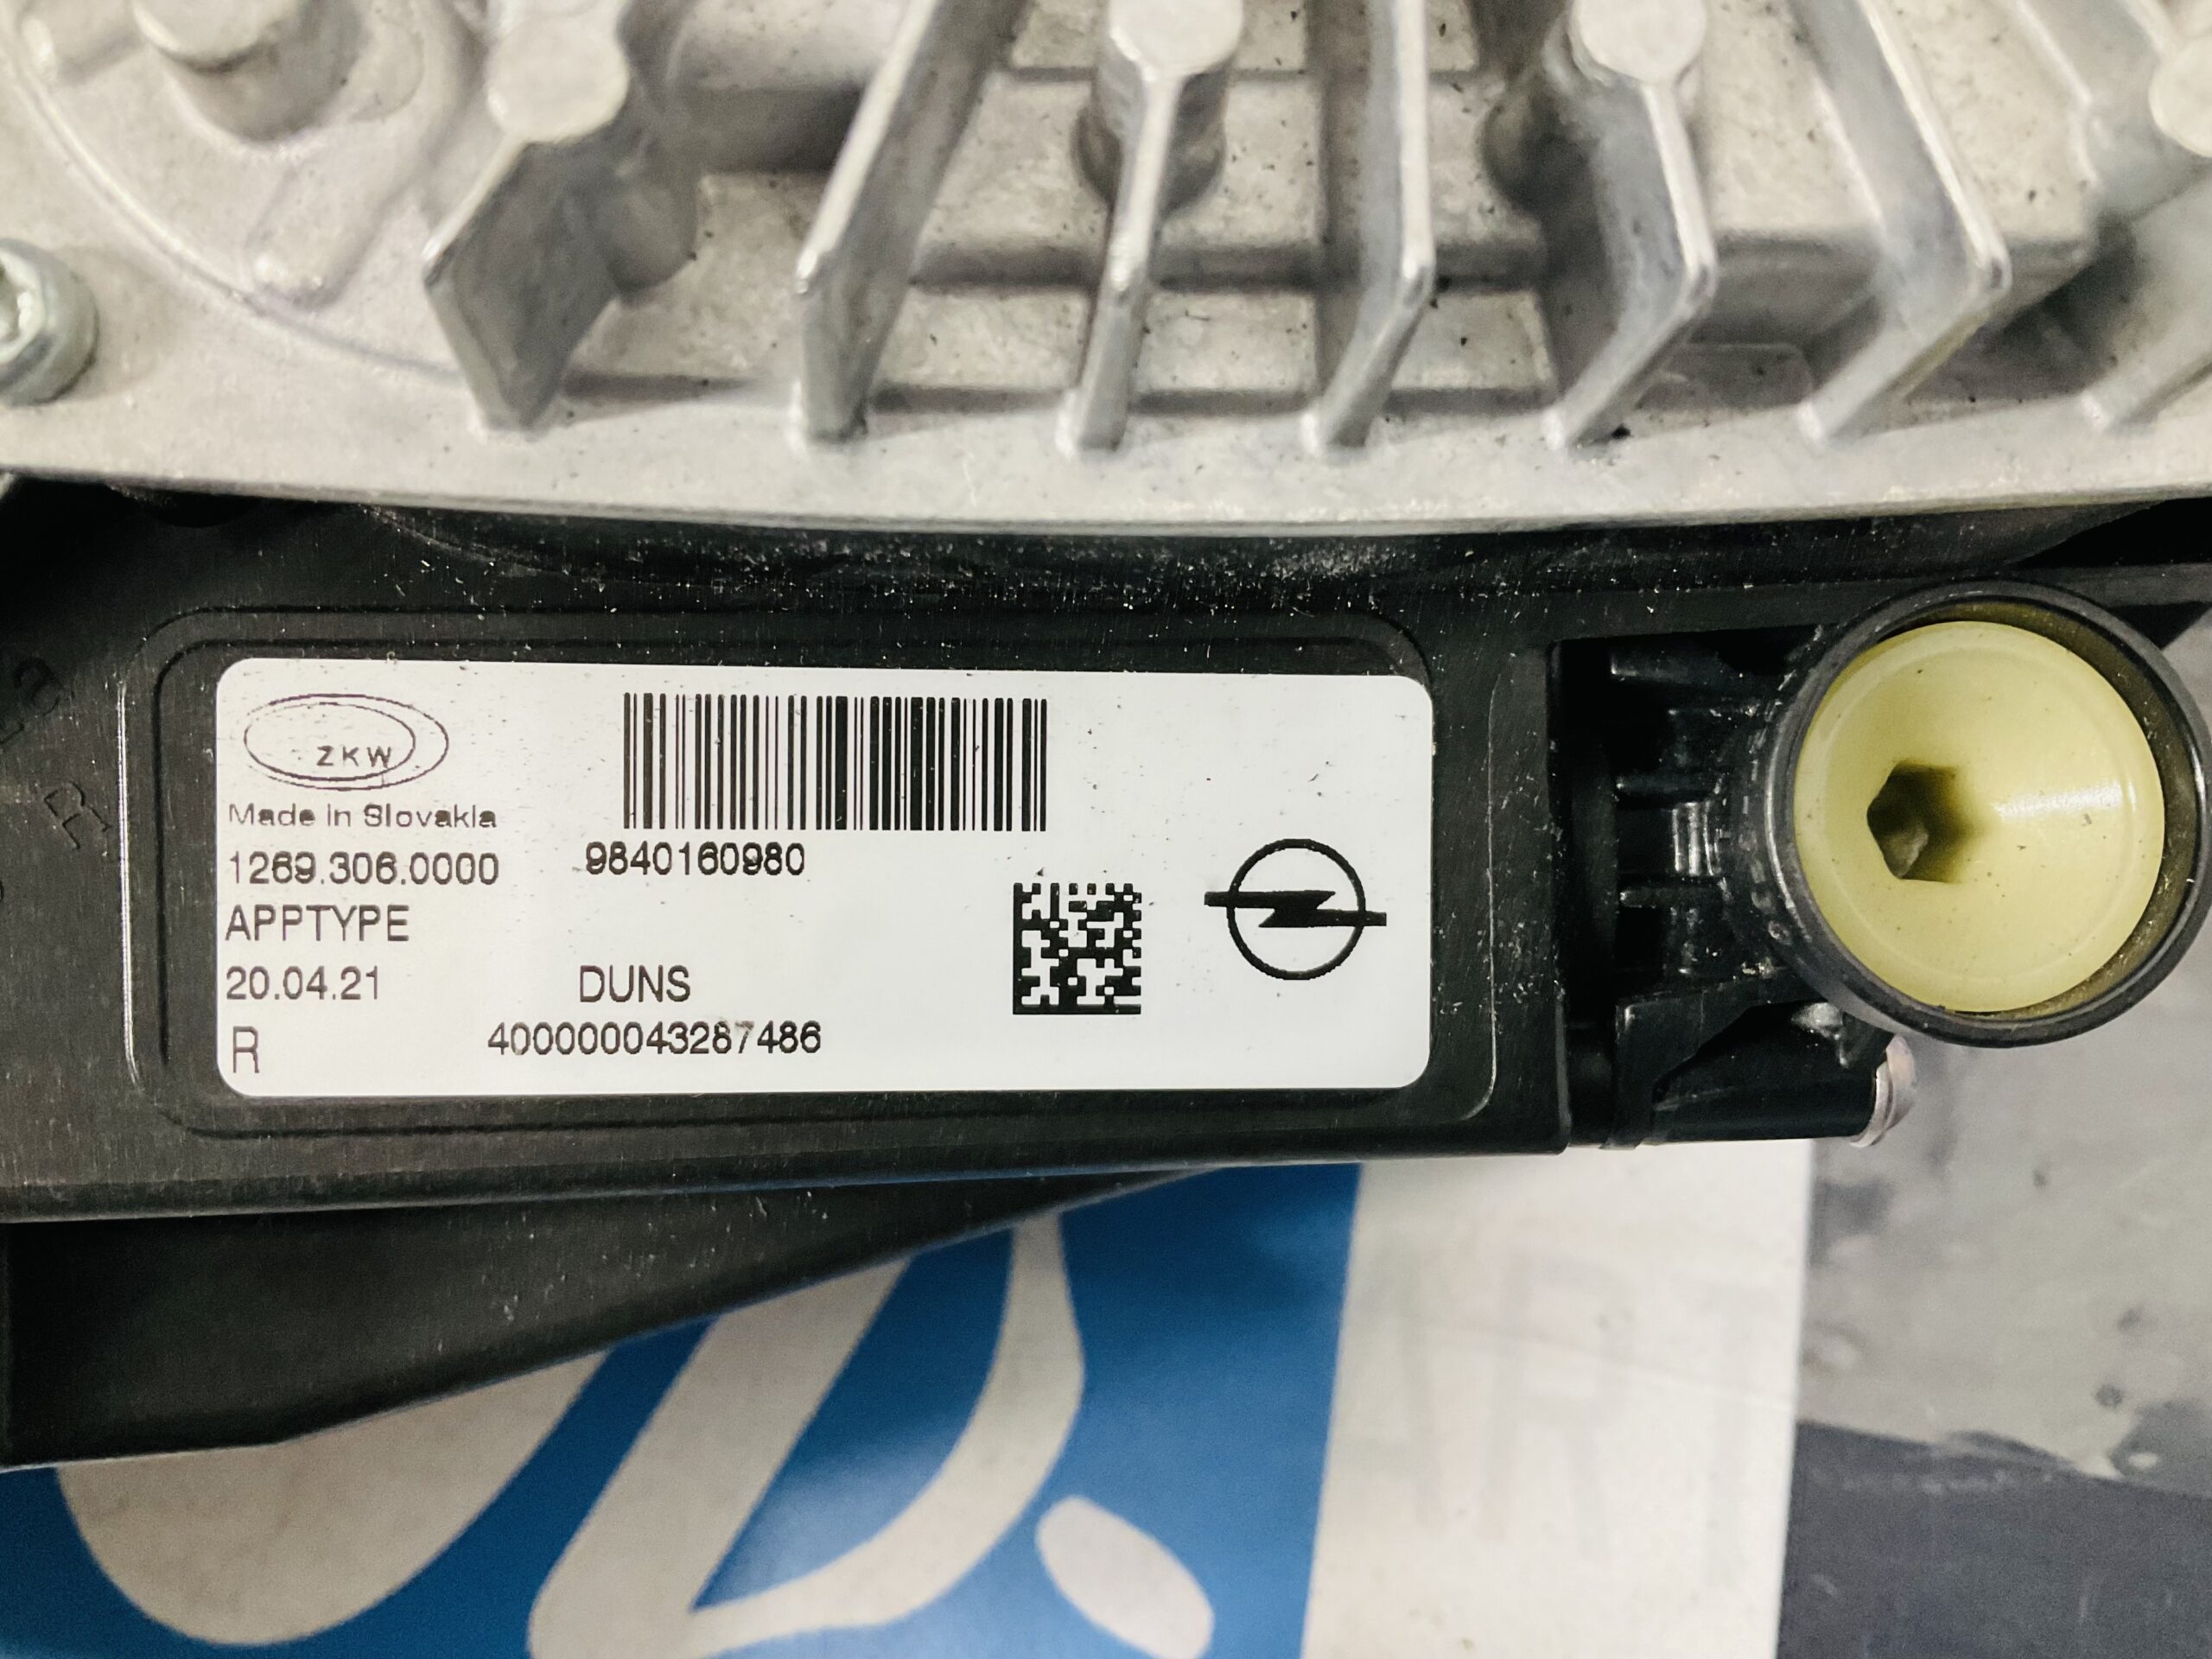 ZKW
Made in Slovakia
1269.306.0000
9840160980
APPTYPE
20.04.21
DUNS
R
400000043287486